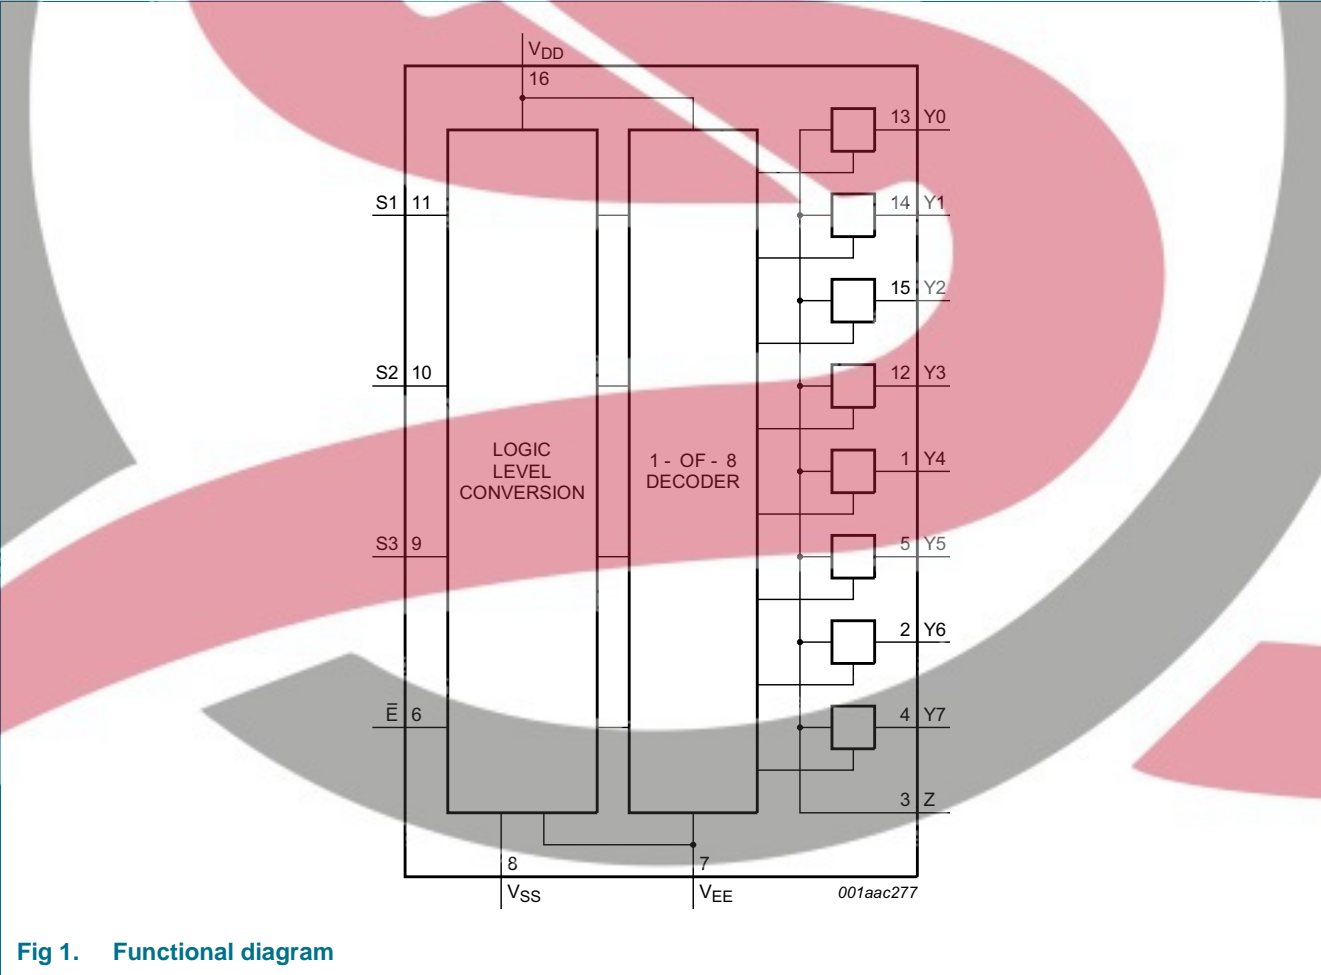 VDD
16
13 Y0
S1 11
14 Y1
15 Y2
S2 10
12 Y3
LOGIC
LEVEL
CONVERSION
1 - OF - 8
DECODER
1 Y4
S3 9
5 Y5
2 Y6
E̅ 6
4 Y7
3 Z
8
7
VSS
VEE
001aac277
Fig 1. Functional diagram